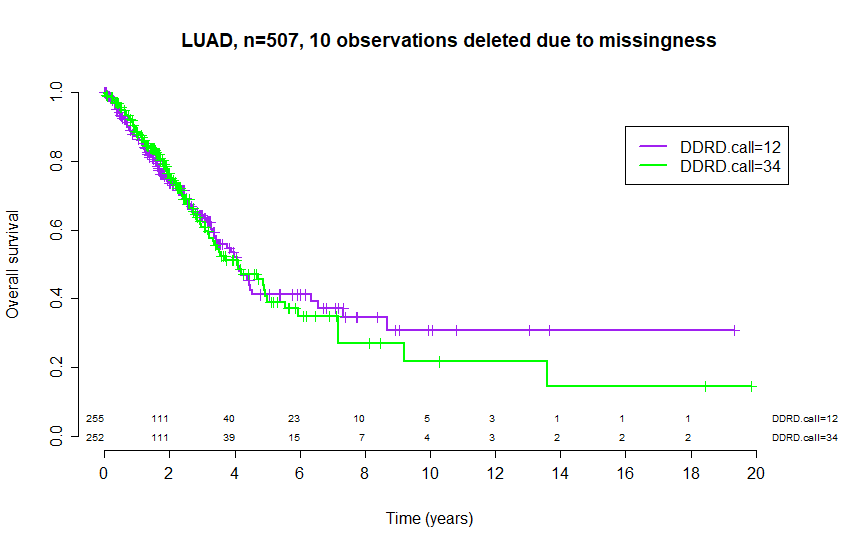 LUAD, n=507, 10 observations deleted due to missingness
Overall survival
1.0
0.8
0.6
0.4
0.2
0.0
DDRD.call=12
DDRD.call=34
255 111 40 23 10 5 3 1 1 1 DDRD.call=12
252 111 39 15 7 4 3 2 2 2 DDRD.call=34
0 2 4 6 8 10 12 14 16 18 20
Time (years)